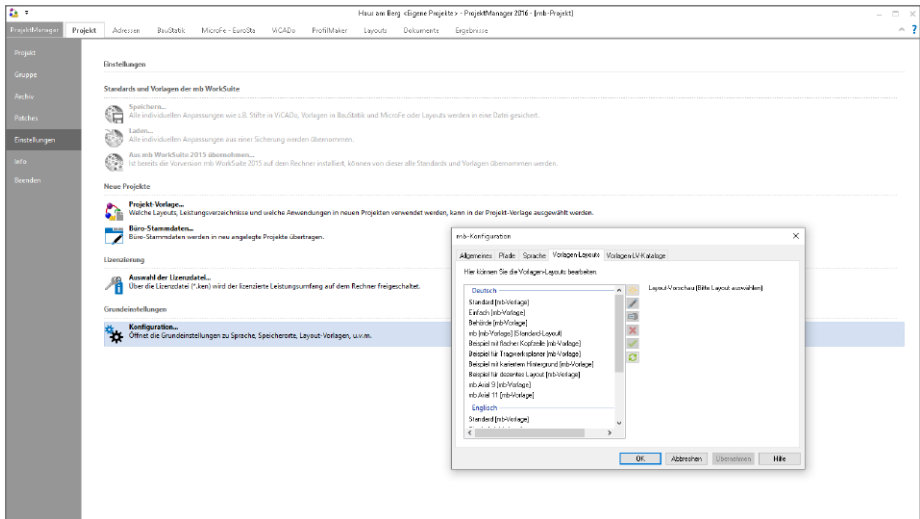 Haus am Berg <Eigene Projekte> - ProjektManager 2016 - [mb-Projekt]
ProjektManager Projekt Adressen BauStatik MicroFe - EuroSta ViCADo ProfilMaker Layouts Dokumente Ergebnisse
Projekt
Gruppe
Archiv
Patches
Einstellungen
Info
Beenden
Einstellungen
Standards und Vorlagen der mb WorkSuite
Speichern...
Alle individuellen Anpassungen wie z.B. Stifte in ViCADo, Vorlagen in BauStatik und MicroFe oder Layouts werden in eine Datei gesichert.
Laden...
Alle individuellen Anpassungen aus einer Sicherung werden übernommen.
Aus mb WorkSuite 2015 übernehmen...
Ist bereits die Vorversion mb WorkSuite 2015 auf dem Rechner installiert, können von dieser alle Standards und Vorlagen übernommen werden.
Neue Projekte
Projekt-Vorlage...
Welche Layouts, Leistungsverzeichnisse und welche Anwendungen in neuen Projekten verwendet werden, kann in der Projekt-Vorlage ausgewählt werden.
Büro-Stammdaten...
Büro-Stammdaten werden in neu angelegte Projekte übertragen.
Lizenzierung
Auswahl der Lizenzdatei...
Über die Lizenzdatei (*.ken) wird der lizenzierte Leistungsumfang auf dem Rechner freigeschaltet.
Grundeinstellungen
Konfiguration...
Öffnet die Grundeinstellungen zu Sprache, Speicherorte, Layout-Vorlagen, u.v.m.
mb-Konfiguration
Allgemeines Pfade Sprache Vorlagen-Layouts Vorlagen-LV-Kataloge
Hier können Sie die Vorlagen-Layouts bearbeiten.
Deutsch
Standard [mb-Vorlage]
Einfach [mb-Vorlage]
Behörde [mb-Vorlage]
mb [mb-Vorlage] [Standard-Layout]
Beispiel mit flacher Kopfzeile [mb-Vorlage]
Beispiel für Tragwerksplaner [mb-Vorlage]
Beispiel mit kariertem Hintergrund [mb-Vorlage]
Beispiel für dezentes Layout [mb-Vorlage]
mb Arial 9 [mb-Vorlage]
mb Arial 11 [mb-Vorlage]
Englisch
Standard [mb-Vorlage]
Layout-Vorschau (Bitte Layout auswählen)
OK Abbrechen Übernehmen Hilfe